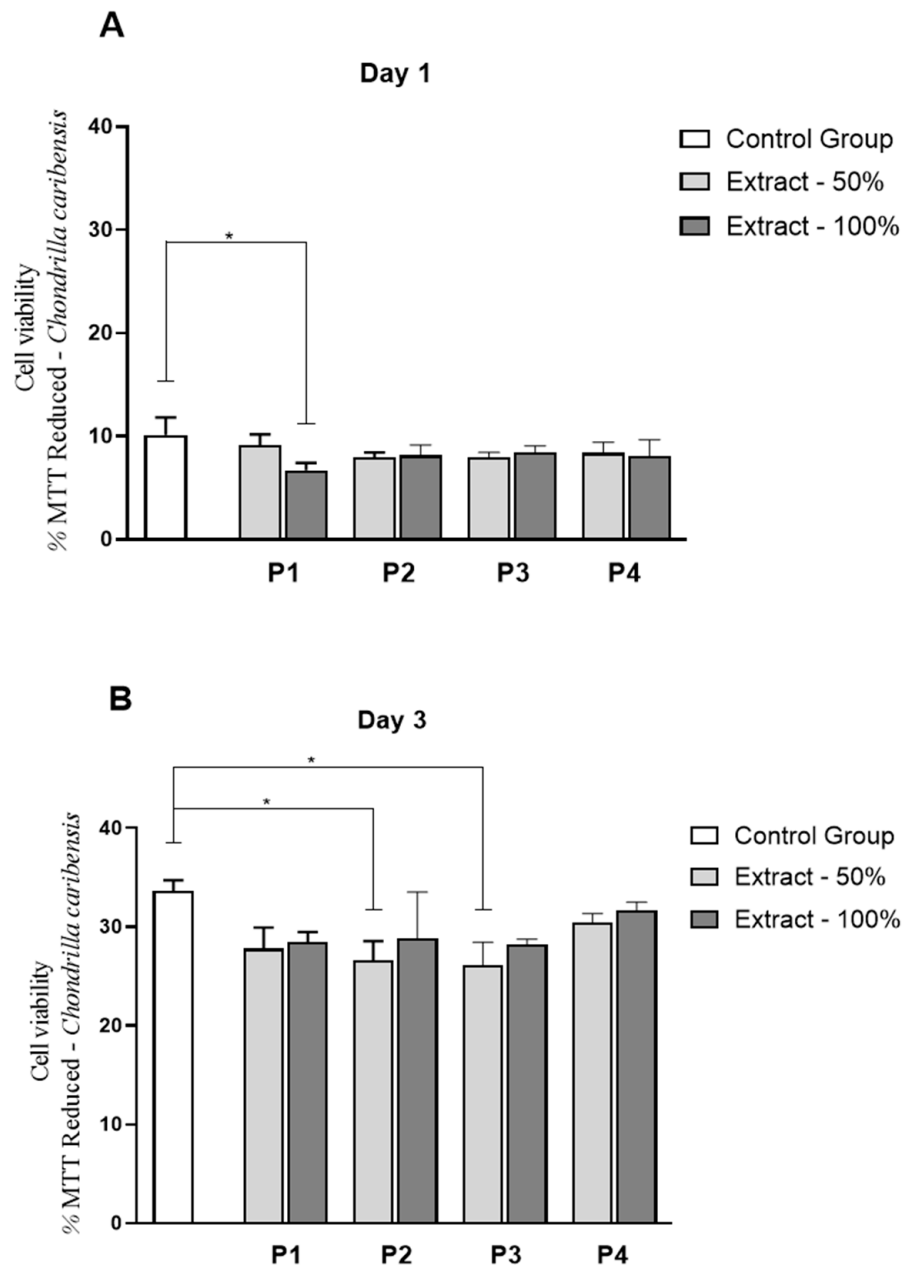 A
Day 1
Cell viability
% MTT Reduced - Chondrilla caribensis
40
30
20
10
0
*
P1 P2 P3 P4
Control Group
Extract - 50%
Extract - 100%
B
Day 3
Cell viability
% MTT Reduced - Chondrilla caribensis
40
30
20
10
0
*
*
P1 P2 P3 P4
Control Group
Extract - 50%
Extract - 100%